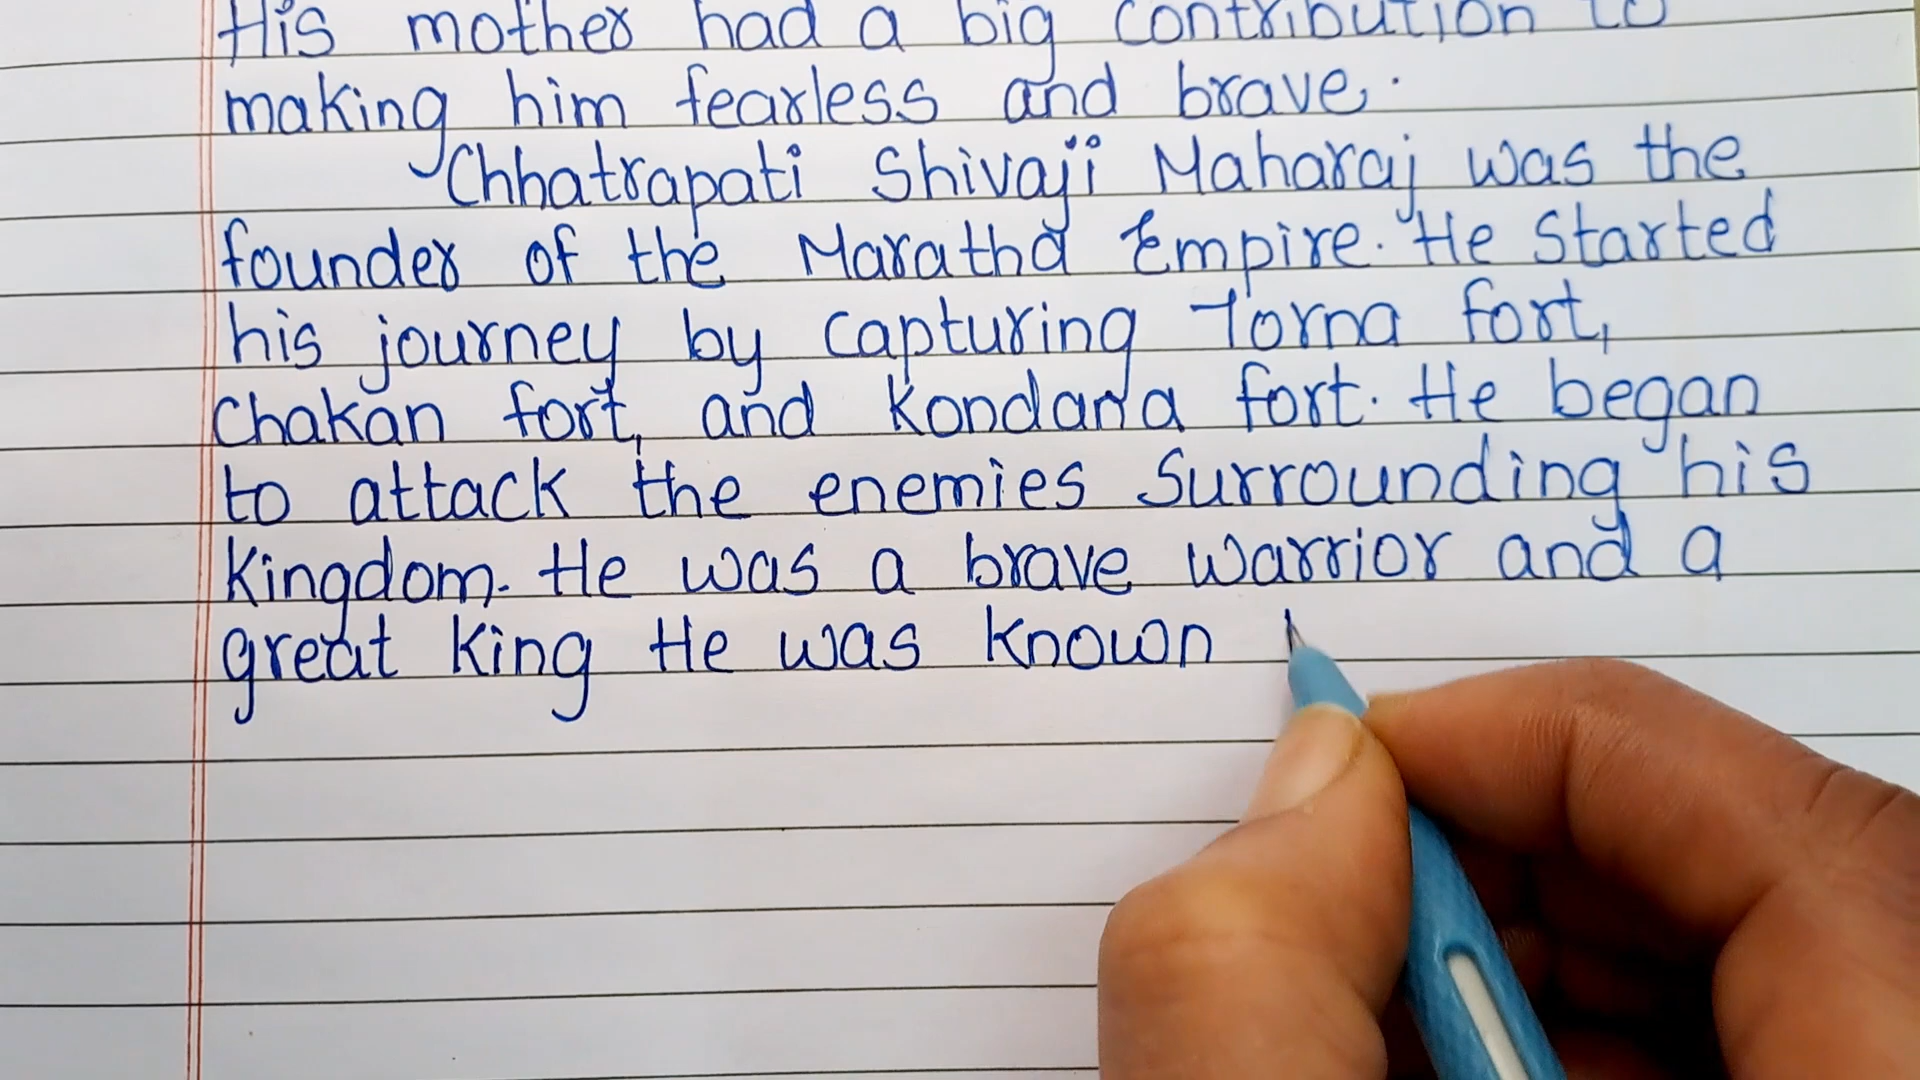 His mother had a big contribution to
making him fearless and brave.
Chhatrapati Shivaji Maharaj was the
founder of the Maratha Empire. He started
his journey by capturing Torna fort,
Chakan fort, and Kondana fort. He began
to attack the enemies surrounding his
kingdom. He was a brave warrior and a
great king He was known